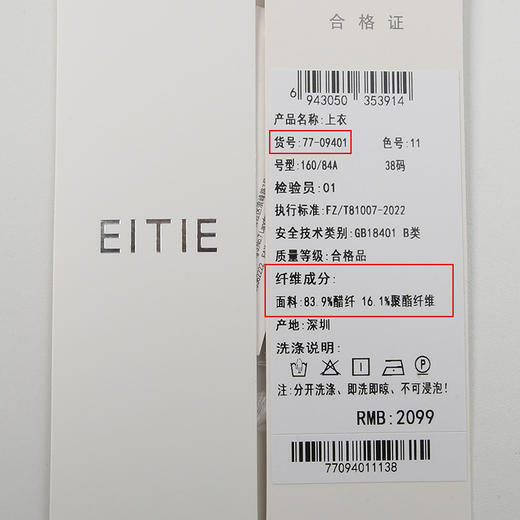 EITIE
合格证
6 943050 353914
产品名称:上衣
货号:77-09401 色号:11
号型:160/84A 38码
检验员:01
执行标准:FZ/T81007-2022
安全技术类别:GB18401 B类
质量等级:合格品
纤维成分:
面料:83.9%醋纤 16.1%聚酯纤维
产地:深圳
洗涤说明:
注:分开洗涤、即洗即晾、不可浸泡!
RMB:2099
77094011138